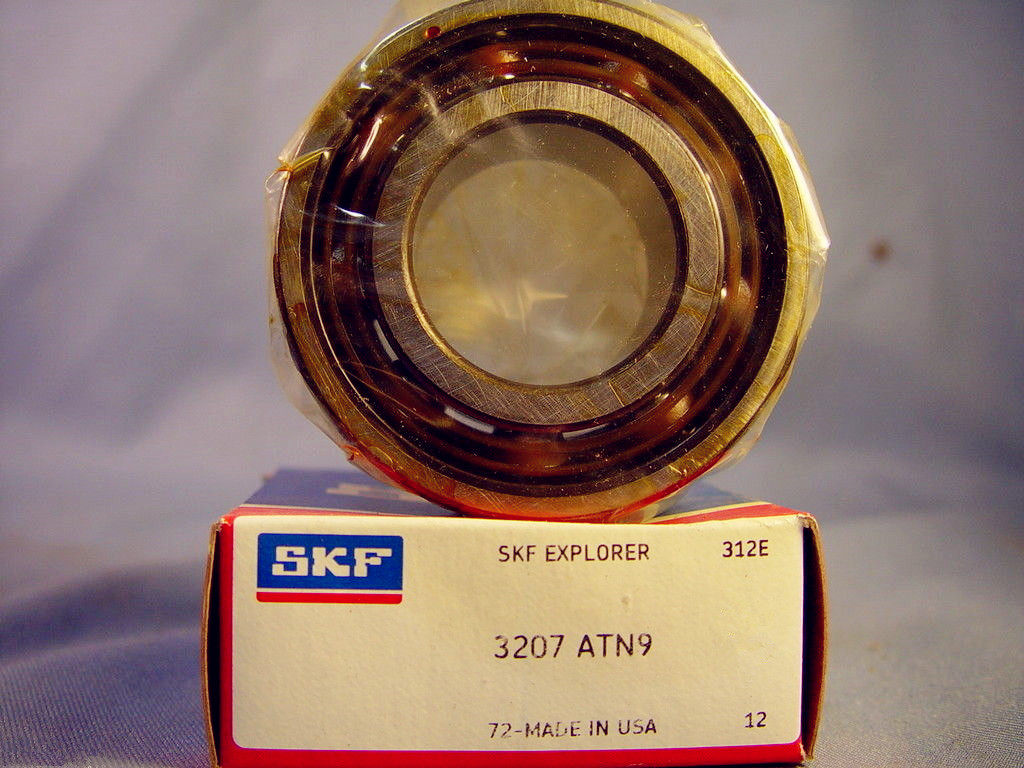 SKF
SKF EXPLORER
312E
3207 ATN9
72-MADE IN USA
12